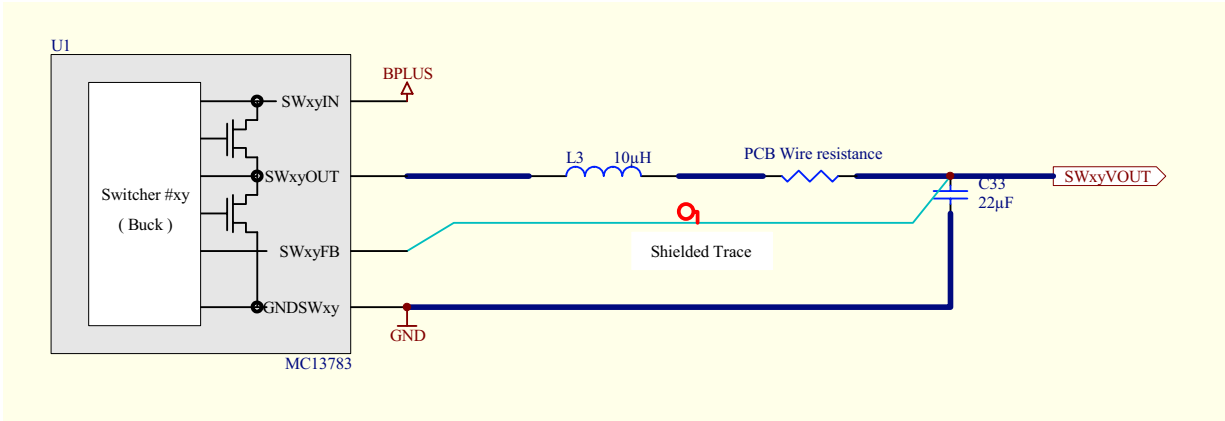 U1
BPLUS
SWxyIN
L3 10µH
PCB Wire resistance
SWxyOUT
SWxyVOUT
C33
22µF
Switcher #xy
( Buck )
SWxyFB
Shielded Trace
GNDSWxy
GND
MC13783